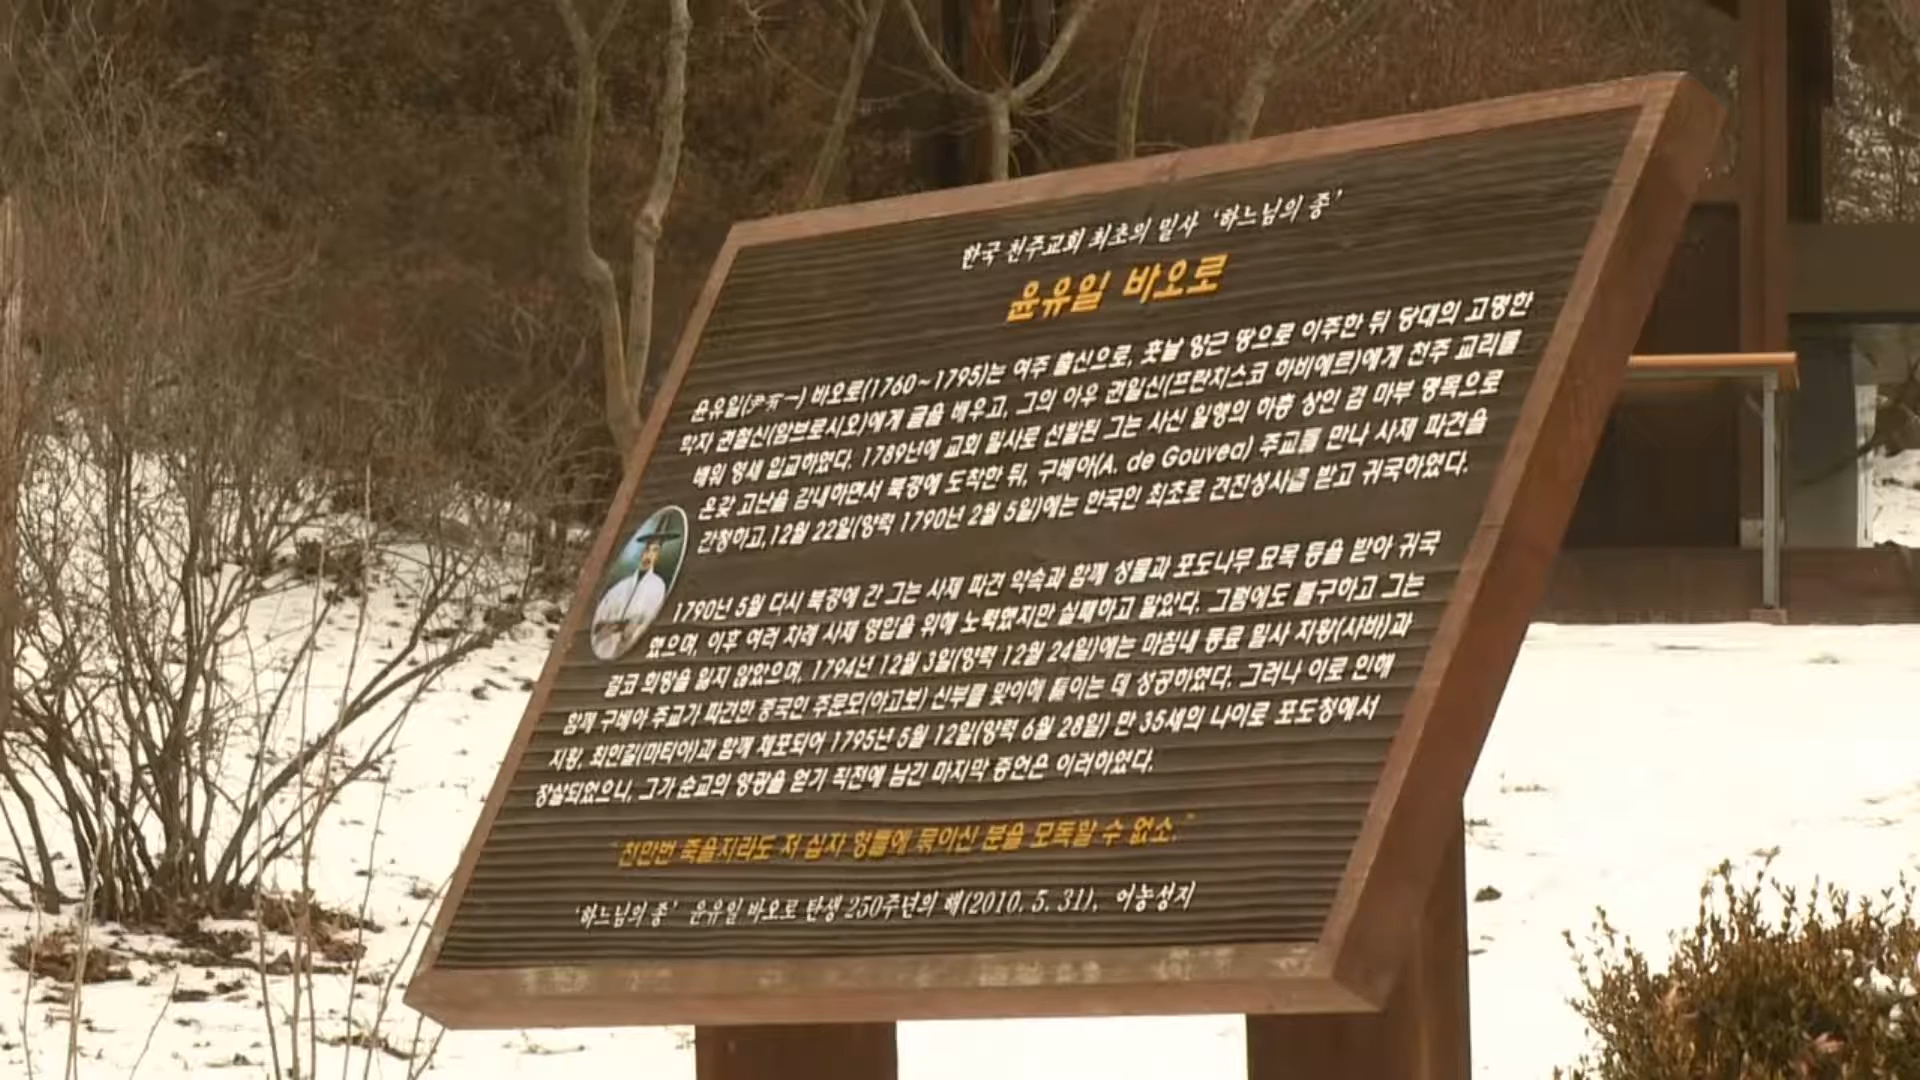 한국 천주교회 최초의 밀사 ‘하느님의 종’
윤유일 바오로
윤유일(尹有一) 바오로(1760~1795)는 여주 출신으로, 훗날 양근 땅으로 이주한 뒤 당대의 고명한
학자 권철신(암브로시오)에게 글을 배우고, 그의 아우 권일신(프란치스코 하비에르)에게 천주 교리를
배워 영세 입교하였다. 1789년에 교회 밀사로 선발된 그는 사신 일행의 하층 상인 겸 마부 명목으로
온갖 고난을 감내하면서 북경에 도착한 뒤, 구베아(A. de Gouvea) 주교를 만나 사제 파견을
간청하고,12월 22일(양력 1790년 2월 5일)에는 한국인 최초로 견진성사를 받고 귀국하였다.
1790년 5월 다시 북경에 간 그는 사제 파견 약속과 함께 성물과 포도나무 묘목 등을 받아 귀국
했으며, 이후 여러 차례 사제 영입을 위해 노력했지만 실패하고 말았다. 그럼에도 불구하고 그는
결코 희망을 잃지 않았으며, 1794년 12월 3일(양력 12월 24일)에는 마침내 동료 밀사 지황(사바)과
함께 구베아 주교가 파견한 중국인 주문모(야고보) 신부를 맞이해 들이는 데 성공하였다. 그러나 이로 인해
지황, 최인길(마티아)과 함께 체포되어 1795년 5월 12일(양력 6월 28일) 만 35세의 나이로 포도청에서
장살되었으니, 그가 순교의 영광을 얻기 직전에 남긴 마지막 증언은 이러하였다.
“천만번 죽을지라도 저 십자 형틀에 묶이신 분을 모독할 수 없소.”
‘하느님의 종’ 윤유일 바오로 탄생 250주년의 해(2010. 5. 31), 어농성지